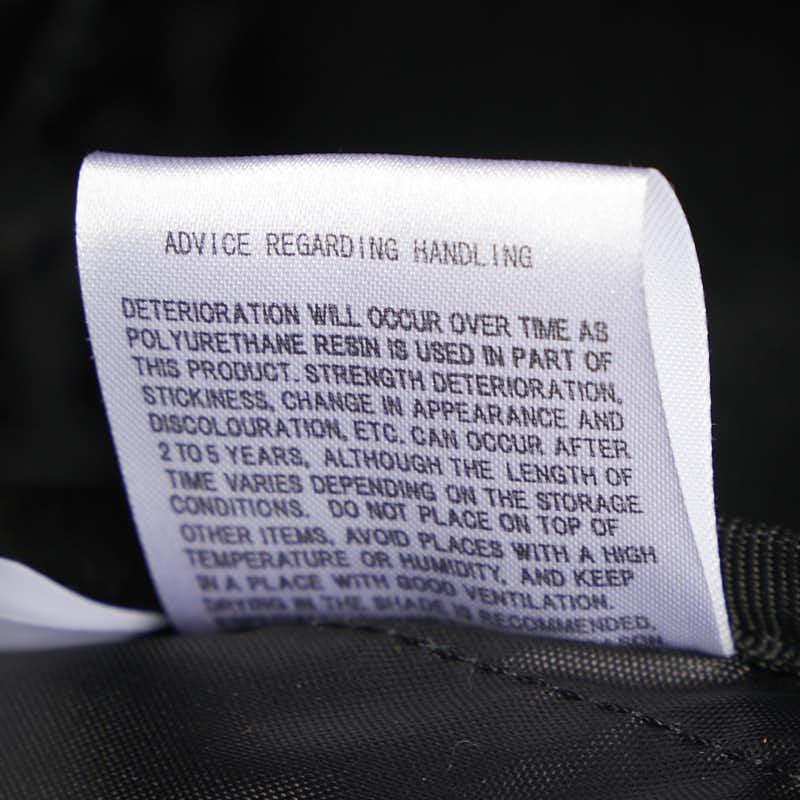 ADVICE REGARDING HANDLING
DETERIORATION WILL OCCUR OVER TIME AS
POLYURETHANE RESIN IS USED IN PART OF
THIS PRODUCT. STRENGTH DETERIORATION,
STICKINESS, CHANGE IN APPEARANCE AND
DISCOLOURATION, ETC. CAN OCCUR AFTER
2 TO 5 YEARS, ALTHOUGH THE LENGTH OF
TIME VARIES DEPENDING ON THE STORAGE
CONDITIONS. DO NOT PLACE ON TOP OF
OTHER ITEMS, AVOID PLACES WITH A HIGH
TEMPERATURE OR HUMIDITY, AND KEEP
IN A PLACE WITH GOOD VENTILATION.
DRYING IN THE SHADE IS RECOMMENDED.